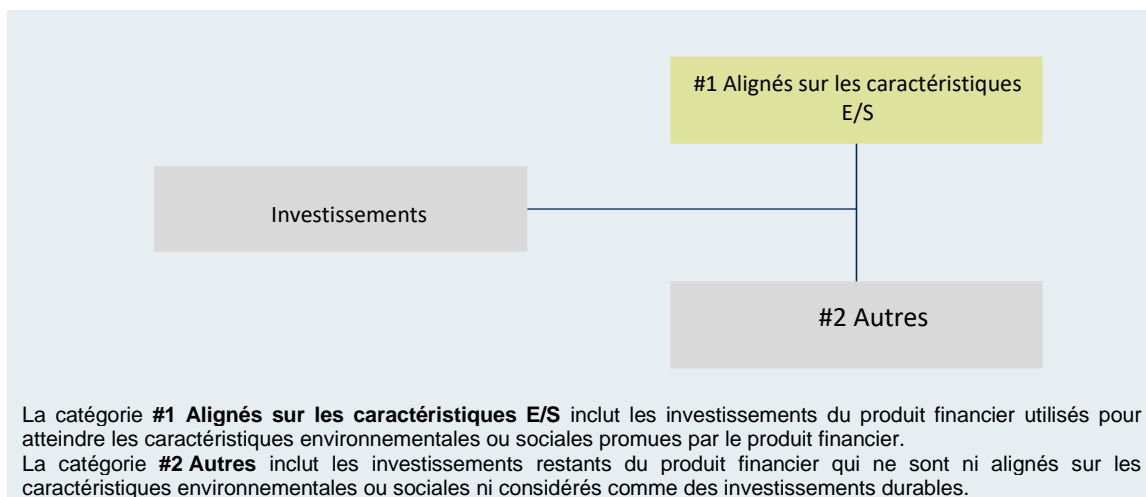 #1 Alignés sur les caractéristiques
E/S
Investissements
#2 Autres
La catégorie #1 Alignés sur les caractéristiques E/S inclut les investissements du produit financier utilisés pour
atteindre les caractéristiques environnementales ou sociales promues par le produit financier.
La catégorie #2 Autres inclut les investissements restants du produit financier qui ne sont ni alignés sur les
caractéristiques environnementales ou sociales ni considérés comme des investissements durables.